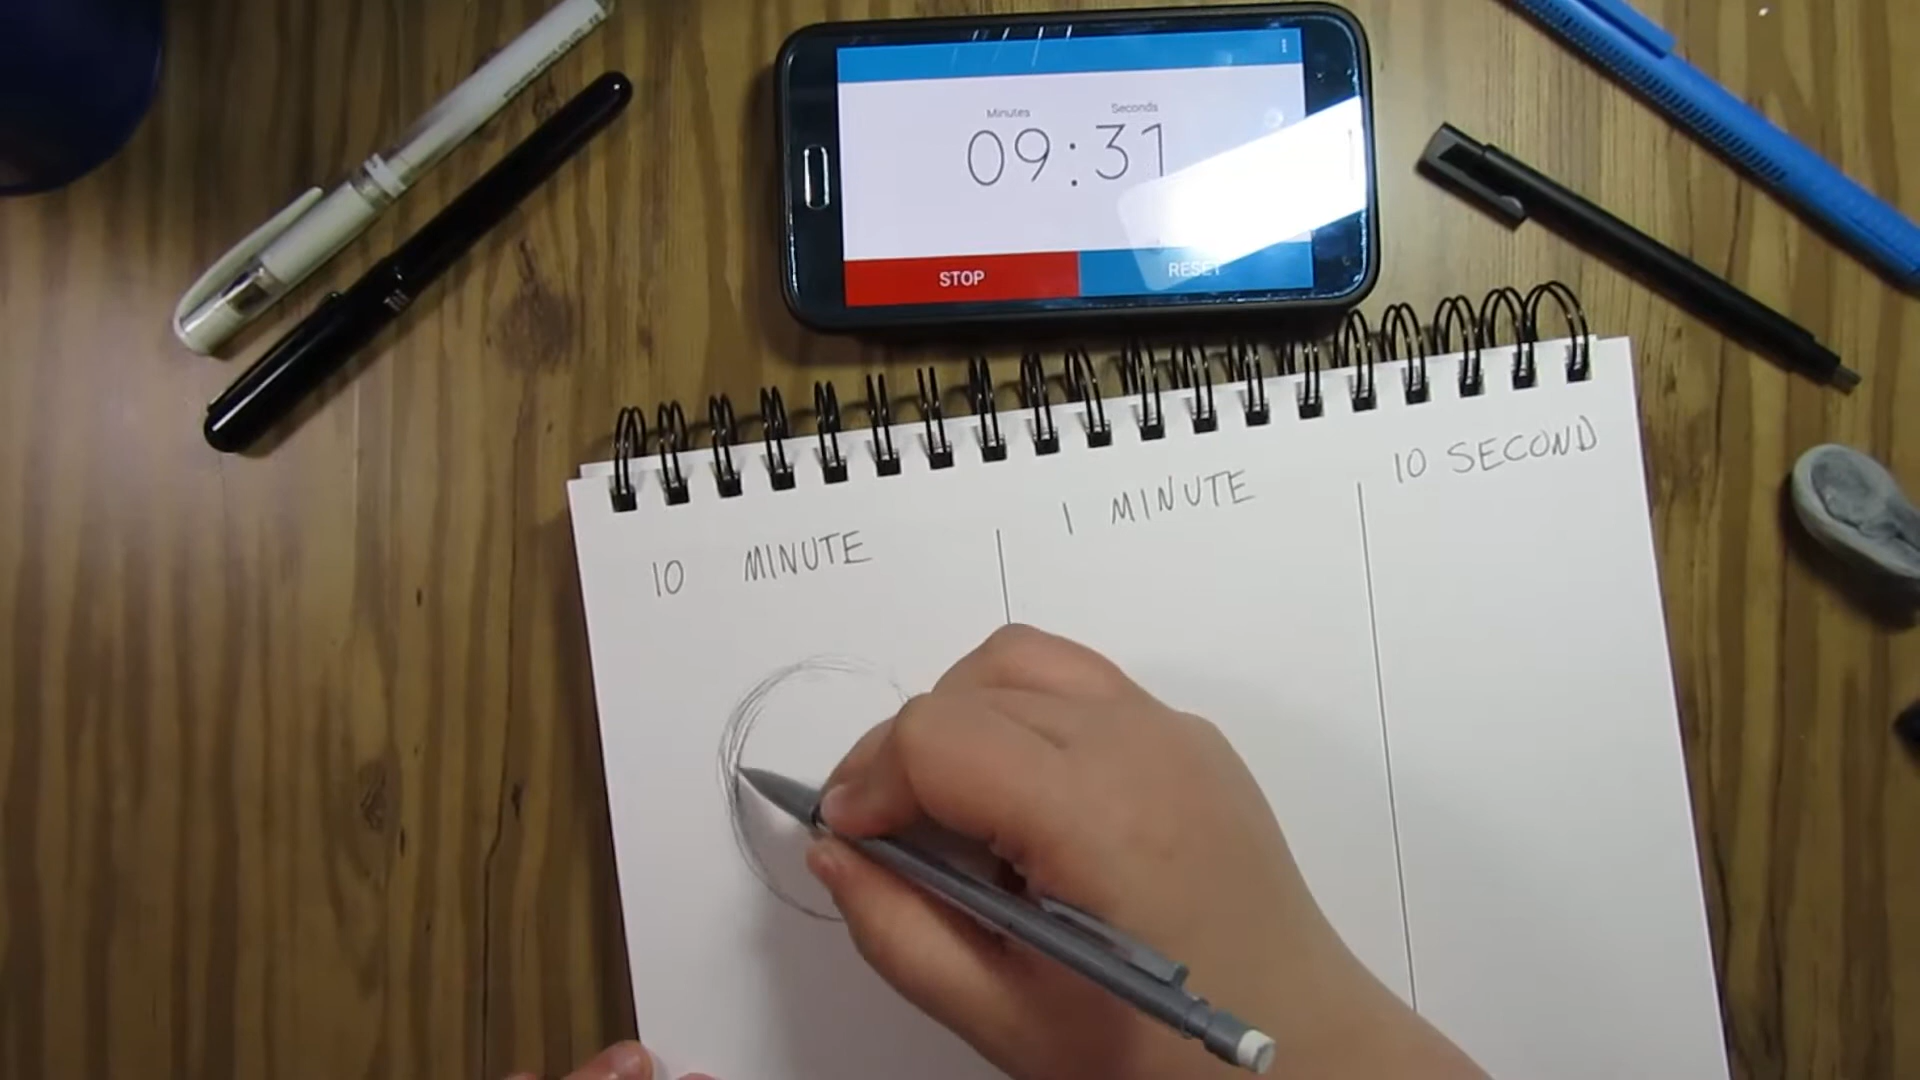 Minutes Seconds
09:31
STOP RESET
10 MINUTE
1 MINUTE
10 SECOND